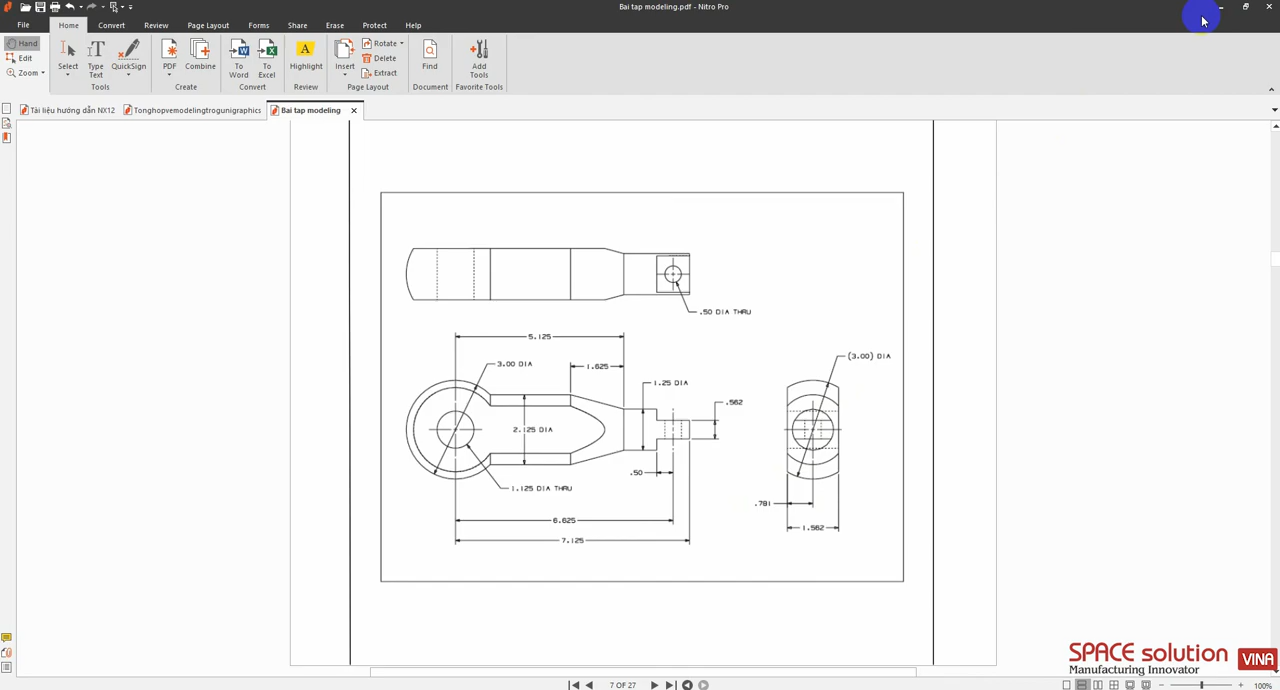 Bai tap modeling.pdf - Nitro Pro
File Home Convert Review Page Layout Forms Share Erase Protect Help
Hand
Edit
Zoom
Select
Type Text
QuickSign
Tools
PDF
Combine
Create
To Word
To Excel
Convert
A
Highlight
Review
Insert
Rotate
Delete
Extract
Page Layout
Find
Document
Add Tools
Favorite Tools
Tài liệu hướng dẫn NX12
Tonghopvemodelingtrogunigraphics
Bai tap modeling
.50 DIA THRU
5.125
3.00 DIA
1.625
1.25 DIA
(3.00) DIA
.562
2.125 DIA
.50
1.125 DIA THRU
.781
6.625
1.562
7.125
SPACE solution VINA
Manufacturing Innovator
7 OF 27
100%